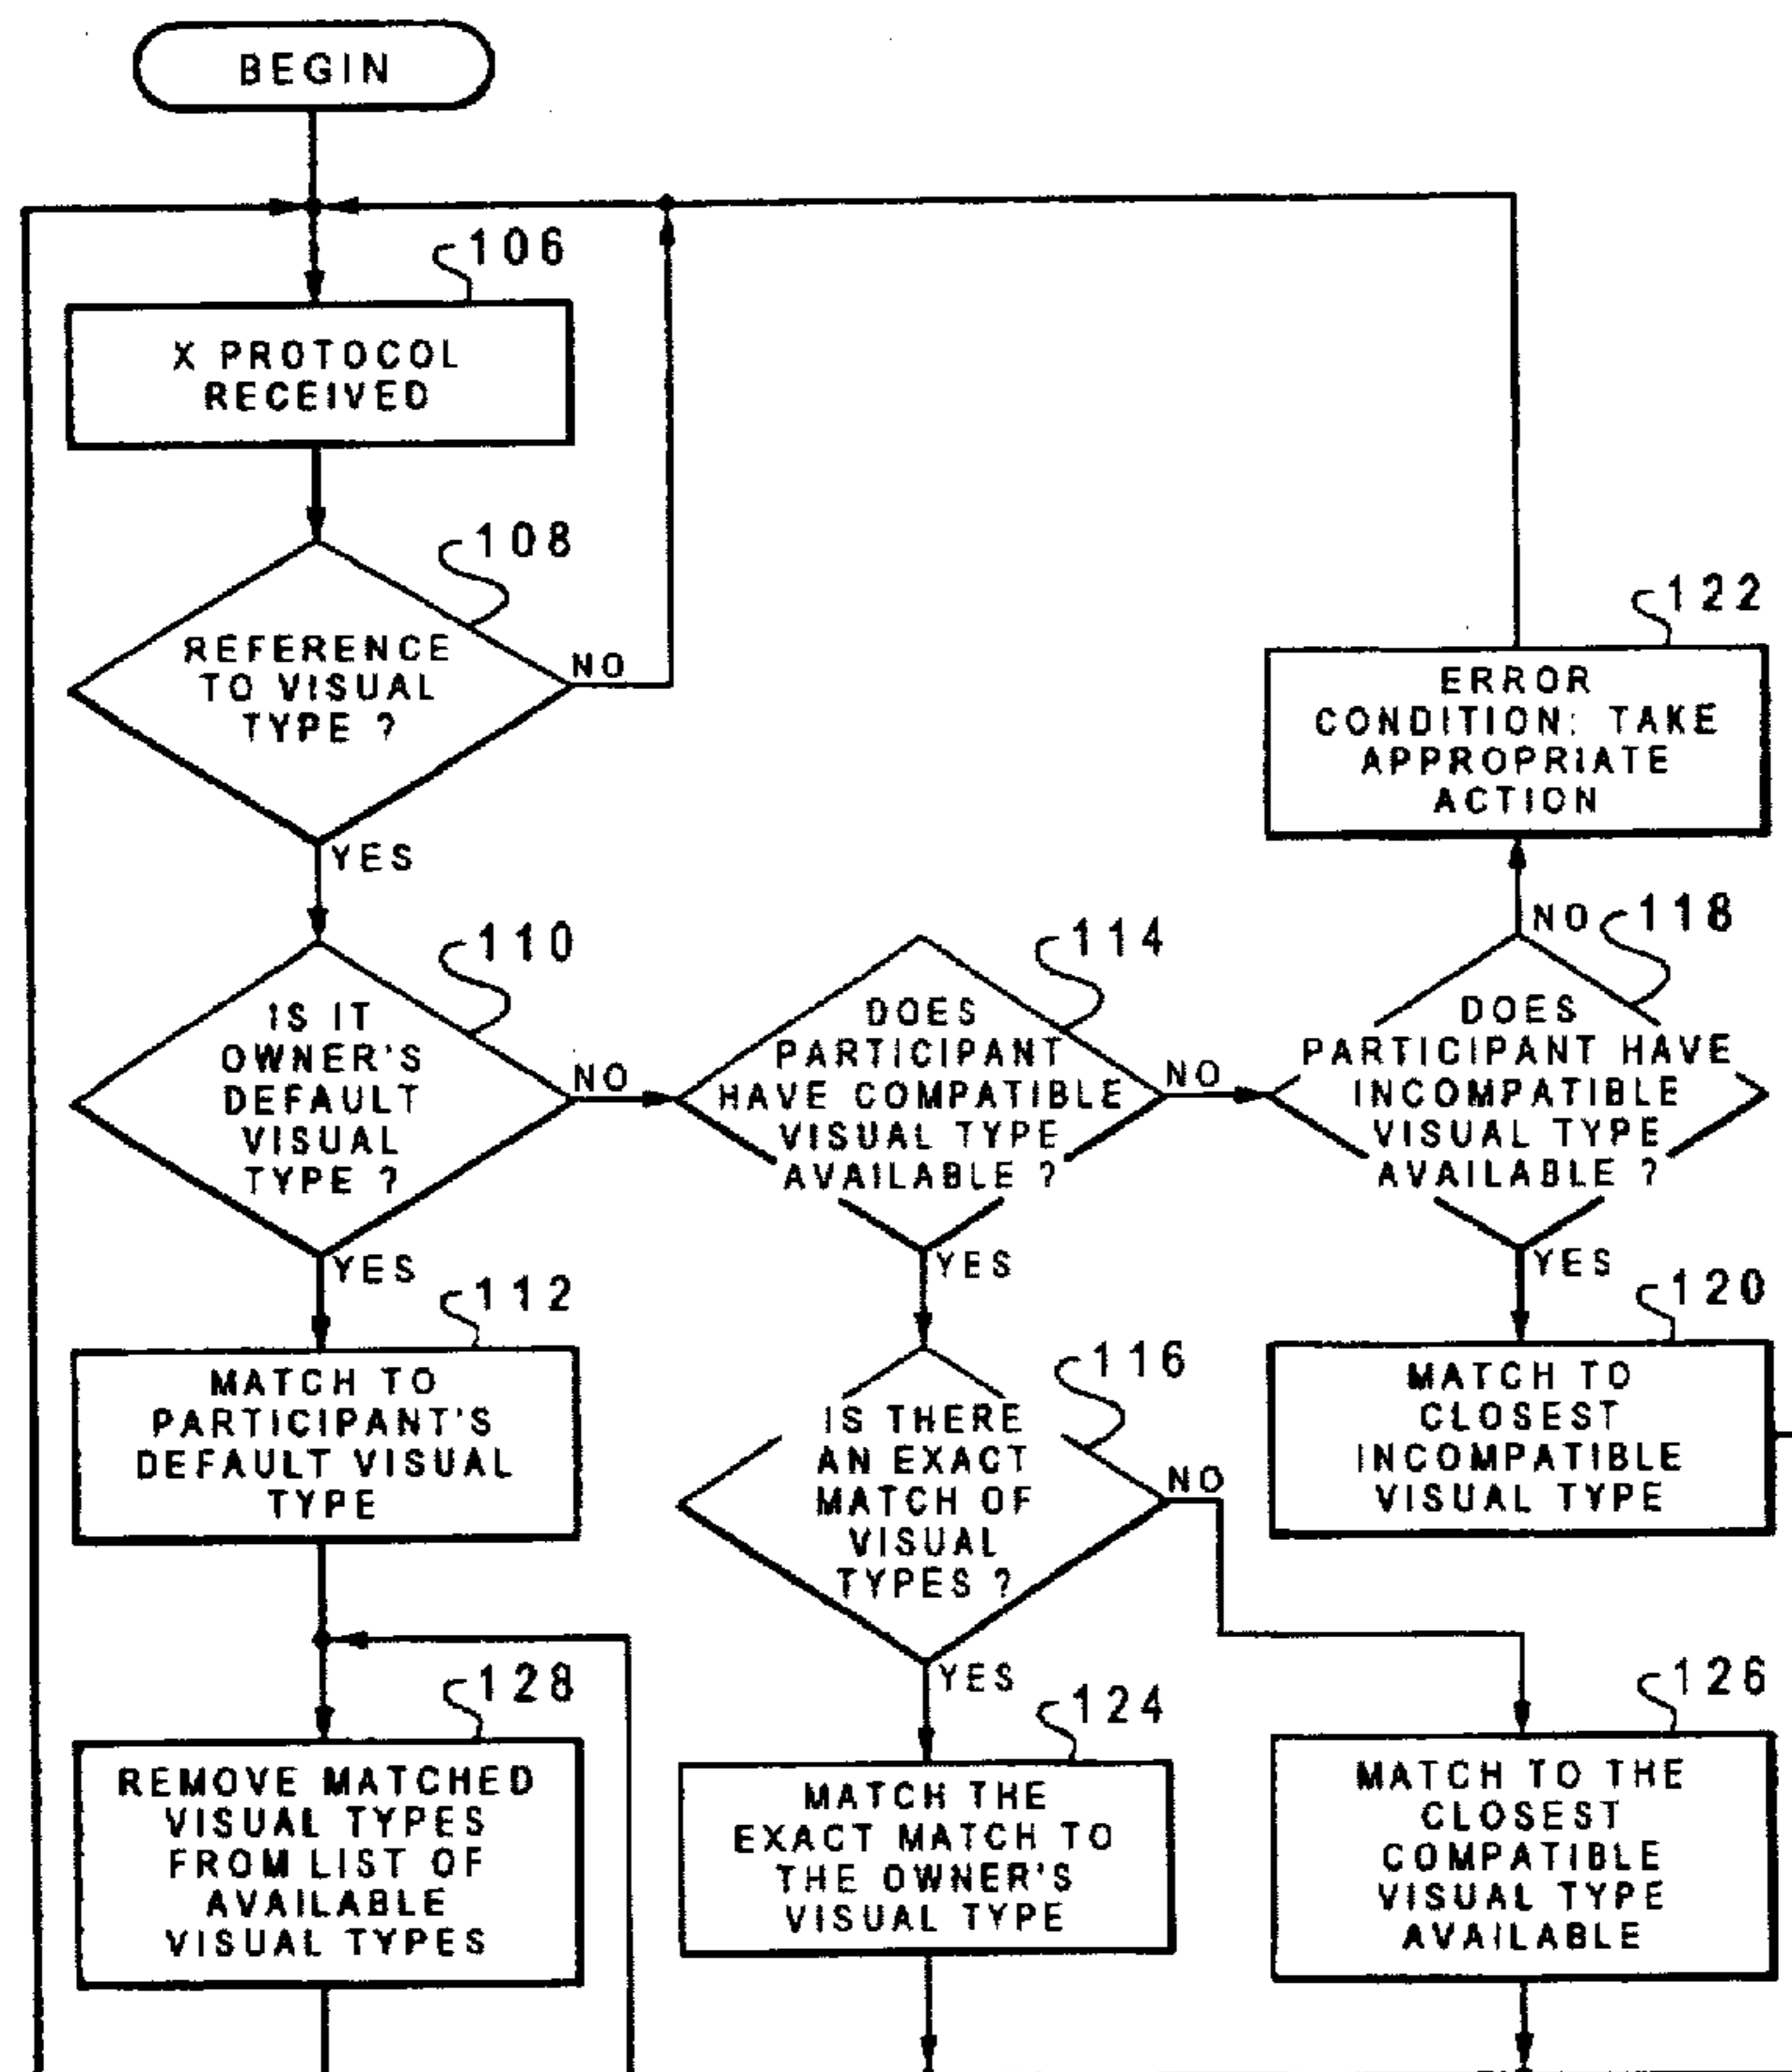 BEGIN
106
X PROTOCOL
RECEIVED
108
REFERENCE
TO VISUAL
TYPE ?
NO
YES
110
IS IT
OWNER'S
DEFAULT
VISUAL
TYPE ?
NO
YES
112
MATCH TO
PARTICIPANT'S
DEFAULT VISUAL
TYPE
128
REMOVE MATCHED
VISUAL TYPES
FROM LIST OF
AVAILABLE
VISUAL TYPES
114
DOES
PARTICIPANT
HAVE COMPATIBLE
VISUAL TYPE
AVAILABLE ?
NO
YES
116
IS THERE
AN EXACT
MATCH OF
VISUAL
TYPES ?
NO
YES
124
MATCH THE
EXACT MATCH TO
THE OWNER'S
VISUAL TYPE
122
ERROR
CONDITION: TAKE
APPROPRIATE
ACTION
NO
118
DOES
PARTICIPANT HAVE
INCOMPATIBLE
VISUAL TYPE
AVAILABLE ?
YES
120
MATCH TO
CLOSEST
INCOMPATIBLE
VISUAL TYPE
126
MATCH TO THE
CLOSEST
COMPATIBLE
VISUAL TYPE
AVAILABLE